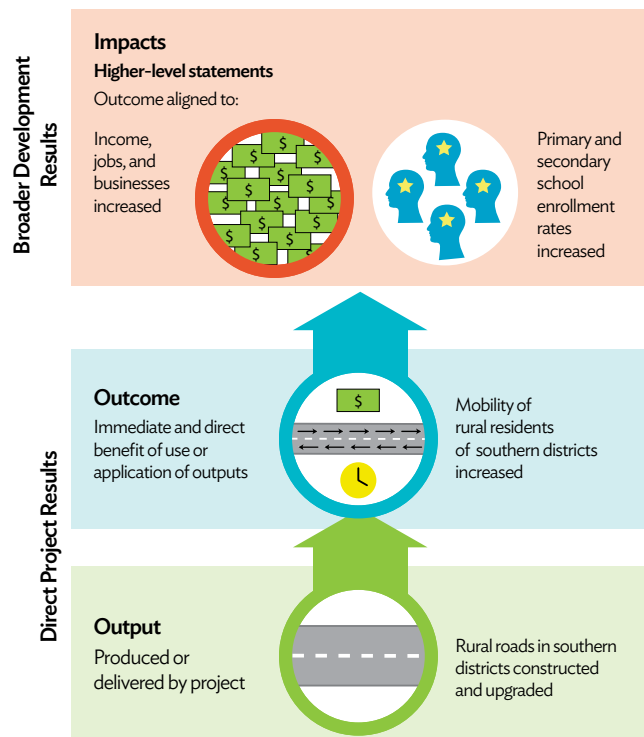 Broader Development
Results
Impacts
Higher-level statements
Outcome aligned to:
Income,
jobs, and
businesses
increased
$ $ $ $ $ $ $ $ $ $ $ $ $ $
Primary and
secondary
school
enrollment
rates
increased
Direct Project Results
Outcome
Immediate and direct
benefit of use or
application of outputs
$
Mobility of
rural residents
of southern districts
increased
Output
Produced or
delivered by project
Rural roads in southern
districts constructed
and upgraded